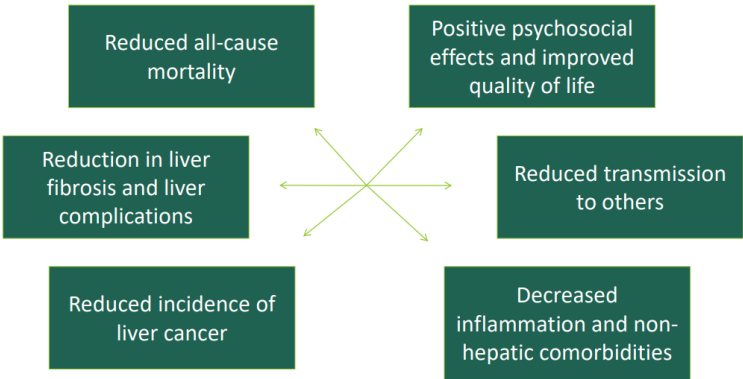 Reduced all-cause
mortality
Positive psychosocial
effects and improved
quality of life
Reduction in liver
fibrosis and liver
complications
Reduced transmission
to others
Reduced incidence of
liver cancer
Decreased
inflammation and non-
hepatic comorbidities